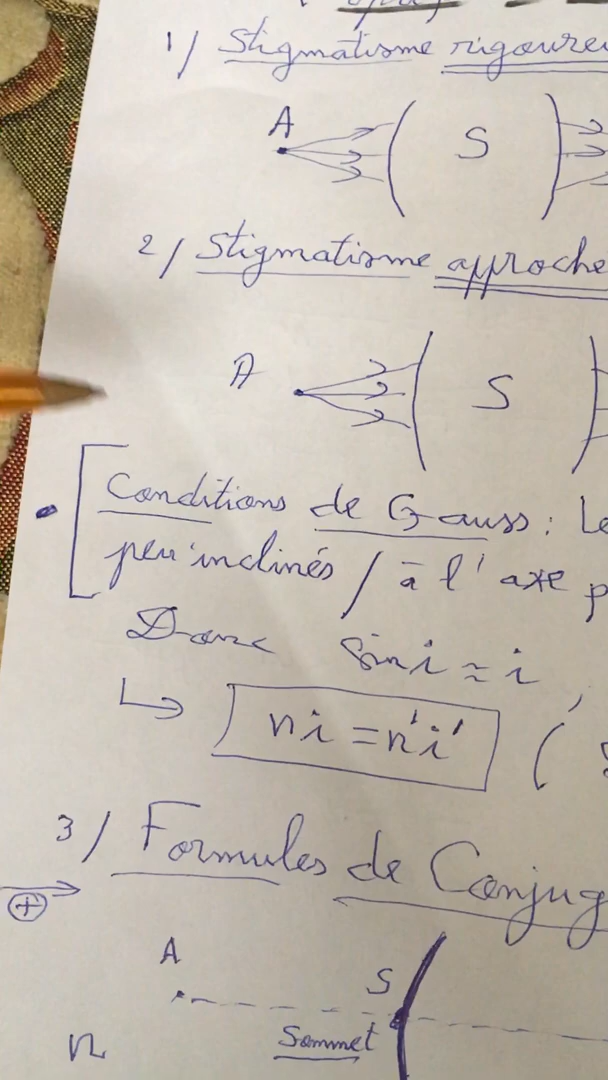 1/ Stigmatisme rigoureu
A
S
2/ Stigmatisme approche
A
S
Conditions de Gauss : Le
peu inclinés / à l'axe p
Donc sin i ≈ i ,
↳ ni = n'i' (
3/ Formules de Conjug
+
A
S
Sommet
n